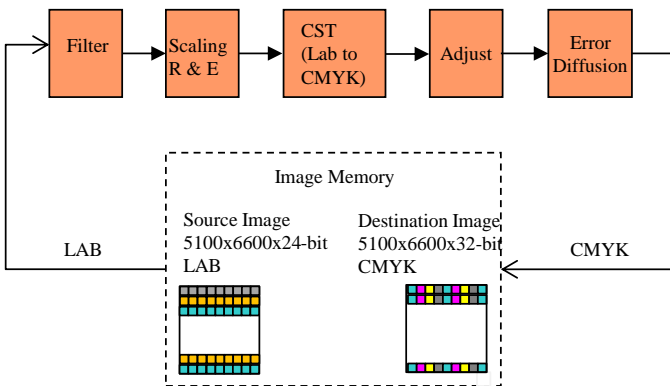 Filter
Scaling
R & E
CST
(Lab to
CMYK)
Adjust
Error
Diffusion
Image Memory
Source Image
5100x6600x24-bit
LAB
Destination Image
5100x6600x32-bit
CMYK
LAB
CMYK